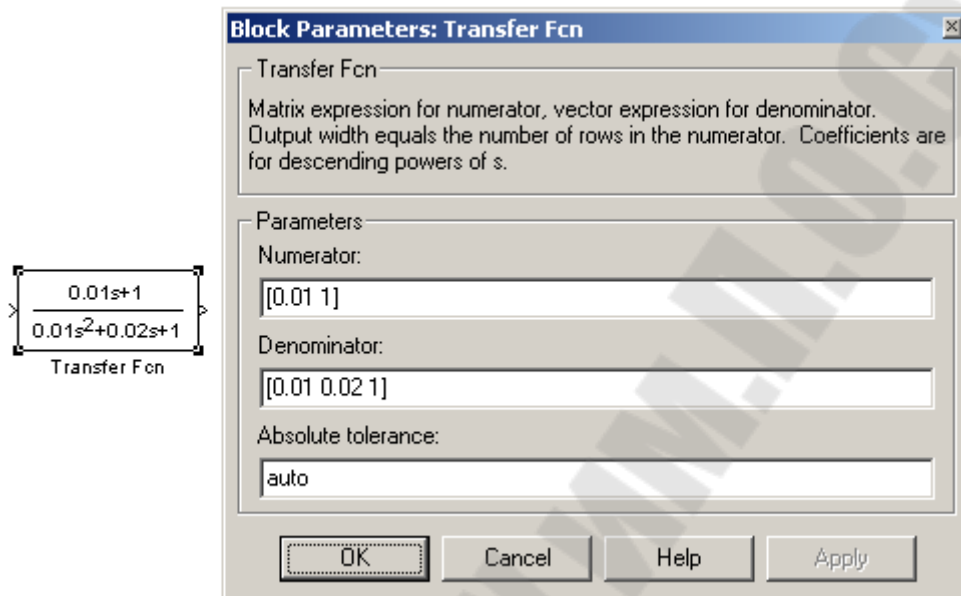 Block Parameters: Transfer Fcn
Transfer Fcn
Matrix expression for numerator, vector expression for denominator.
Output width equals the number of rows in the numerator. Coefficients are
for descending powers of s.
Parameters
Numerator:
[0.01 1]
Denominator:
[0.01 0.02 1]
Absolute tolerance:
auto
OK Cancel Help Apply
0.01s+1
0.01s²+0.02s+1
Transfer Fcn